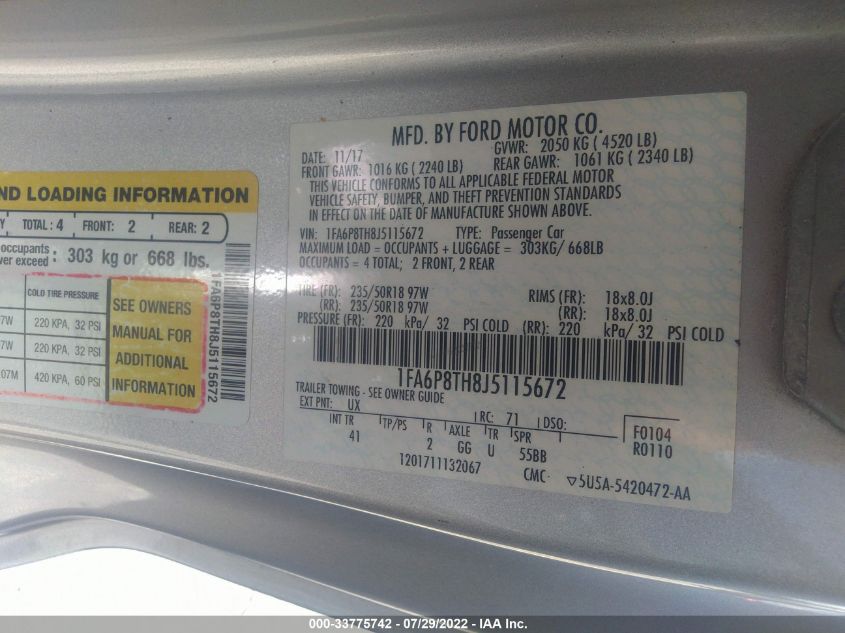 MFD. BY FORD MOTOR CO.
DATE: 11/17 GVWR: 2050 KG ( 4520 LB)
FRONT GAWR: 1016 KG ( 2240 LB) REAR GAWR: 1061 KG ( 2340 LB)
THIS VEHICLE CONFORMS TO ALL APPLICABLE FEDERAL MOTOR
VEHICLE SAFETY, BUMPER, AND THEFT PREVENTION STANDARDS
IN EFFECT ON THE DATE OF MANUFACTURE SHOWN ABOVE.
VIN: 1FA6P8TH8J5115672 TYPE: Passenger Car
MAXIMUM LOAD = OCCUPANTS + LUGGAGE = 303KG/ 668LB
OCCUPANTS = 4 TOTAL; 2 FRONT, 2 REAR
TIRE (FR): 235/50R18 97W RIMS (FR): 18x8.0J
(RR): 235/50R18 97W (RR): 18x8.0J
PRESSURE (FR): 220 kPa/ 32 PSI COLD (RR): 220 kPa/ 32 PSI COLD
1FA6P8TH8J5115672
TRAILER TOWING - SEE OWNER GUIDE
EXT PNT: UX RC: 71 DSO:
INT TR TP/PS R AXLE TR SPR
41 2 GG U 55BB
F0104
R0110
1201711132067 CMC- ▽5U5A-5420472-AA
ND LOADING INFORMATION
Y TOTAL: 4 FRONT: 2 REAR: 2
occupants
ver exceed : 303 kg or 668 lbs.
COLD TIRE PRESSURE
7W 220 KPA, 32 PSI
7W 220 KPA, 32 PSI
07M 420 KPA, 60 PSI
SEE OWNERS
MANUAL FOR
ADDITIONAL
INFORMATION
1FA6P8TH8J5115672
000-33775742 - 07/29/2022 - IAA Inc.